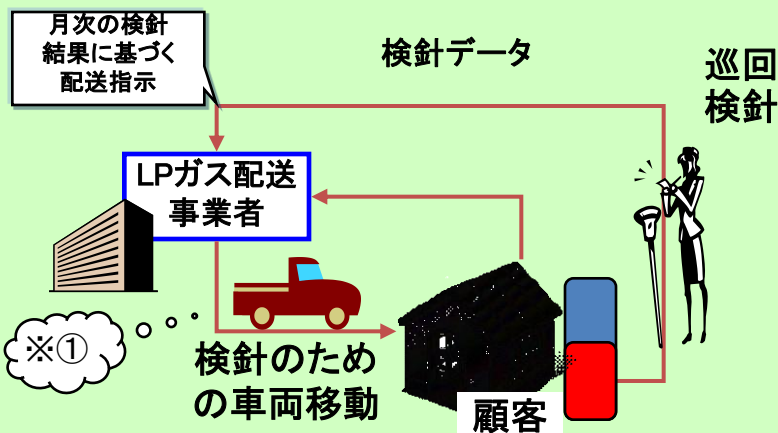 月次の検針
結果に基づく
配送指示
検針データ
巡回
検針
LPガス配送
事業者
※①
検針のため
の車両移動
顧客